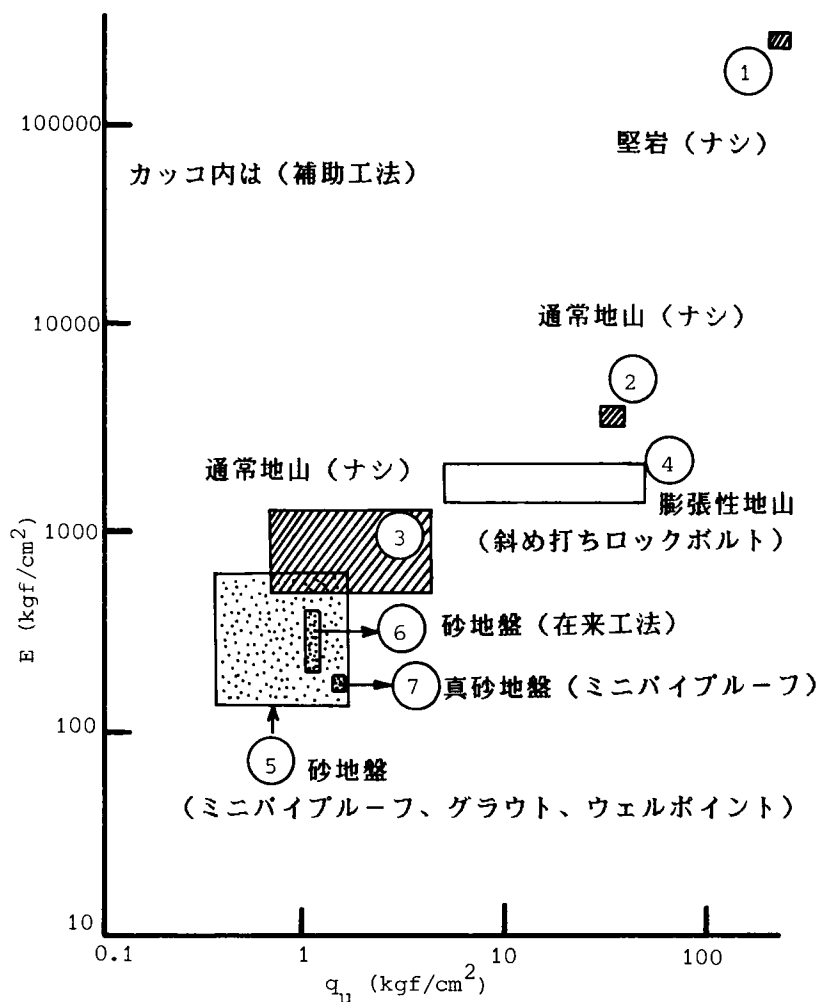 ①
100000
堅岩(ナシ)
カッコ内は(補助工法)
10000
通常地山(ナシ)
②
通常地山(ナシ)
④
膨張性地山
(斜め打ちロックボルト)
③
1000
E (kgf/cm²)
⑥ 砂地盤(在来工法)
⑦ 真砂地盤(ミニパイプルーフ)
100
⑤ 砂地盤
(ミニパイプルーフ、グラウト、ウェルポイント)
10
0.1 1 10 100
qu (kgf/cm²)